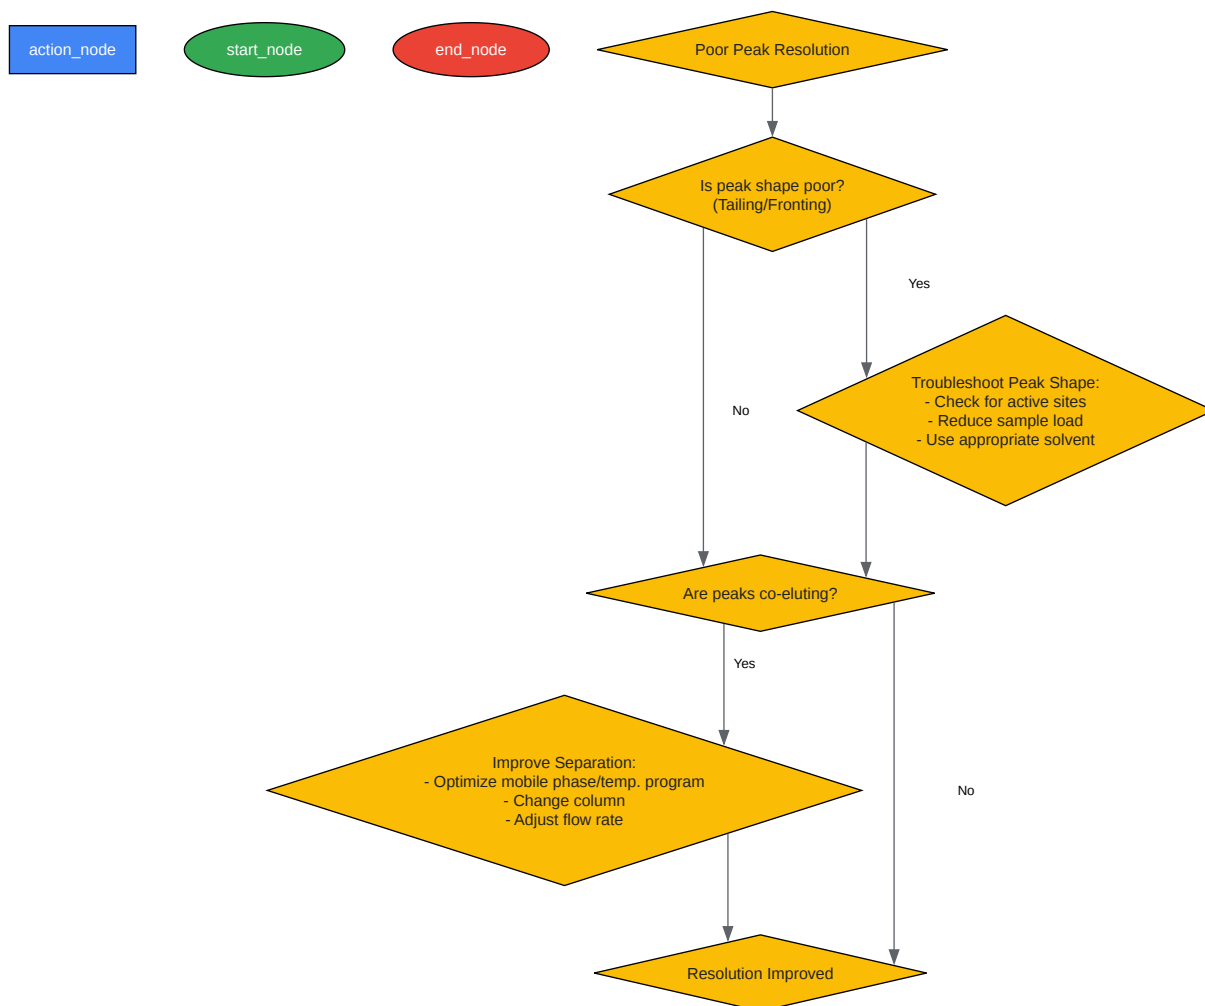 action_node
start_node
end_node
Poor Peak Resolution
Is peak shape poor?
(Tailing/Fronting)
Yes
No
Troubleshoot Peak Shape:
- Check for active sites
- Reduce sample load
- Use appropriate solvent
Are peaks co-eluting?
Yes
Improve Separation:
- Optimize mobile phase/temp. program
- Change column
- Adjust flow rate
No
Resolution Improved